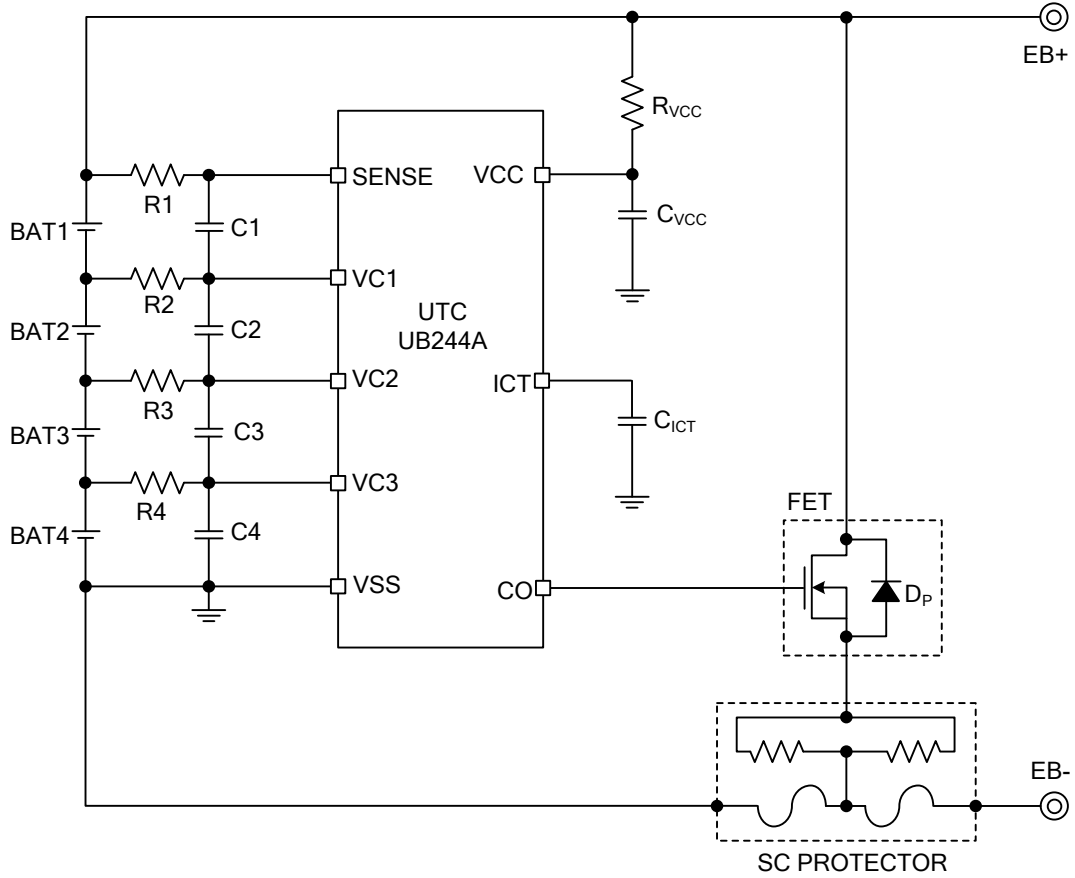 EB+
RVCC
SENSE
VCC
R1
BAT1
C1
CVCC
VC1
R2
UTC
UB244A
BAT2
C2
VC2
ICT
R3
BAT3
C3
CICT
VC3
R4
FET
BAT4
C4
VSS
CO
DP
EB-
SC PROTECTOR